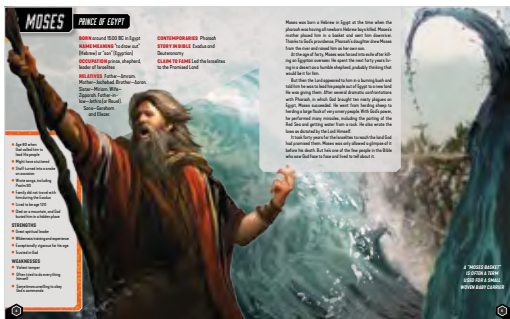 MOSES
PRINCE OF EGYPT
BORN around 1500 BC in Egypt
NAME MEANING "to draw out"
(Hebrew) or "son" (Egyptian)
OCCUPATION prince, shepherd,
leader of Israelites
RELATIVES Father—Amram.
Mother—Jochebed. Brother—Aaron.
Sister—Miriam. Wife—
Zipporah. Father-in-
law—Jethro (or Reuel).
Sons—Gershom
and Eliezer.
CONTEMPORARIES Pharaoh
STORY IN BIBLE Exodus and
Deuteronomy
CLAIM TO FAME Led the Israelites
to the Promised Land
Age 80 when
God called him to
lead His people
Might have stuttered
Staff turned into a snake
on occasion
Wrote songs, including
Psalm 90
Family did not travel with
him during the Exodus
Lived to be age 120
Died on a mountain, and God
buried him in a hidden place
STRENGTHS
Great spiritual leader
Wilderness training and experience
Exceptionally vigorous for his age
Trusted in God
WEAKNESSES
Violent temper
Often tried to do everything
himself
Sometimes unwilling to obey
God's commands
Moses was born a Hebrew in Egypt at the time when the
pharaoh was having all newborn Hebrew boys killed. Moses's
mother placed him in a basket and sent him downriver.
Thanks to God's providence, Pharaoh's daughter drew Moses
from the river and raised him as her own son.
At the age of forty, Moses was forced into exile after kill-
ing an Egyptian overseer. He spent the next forty years liv-
ing in a desert as a humble shepherd, probably thinking that
would be it for him.
But then the Lord appeared to him in a burning bush and
told him he was to lead his people out of Egypt to a new land
He was giving them. After several dramatic confrontations
with Pharaoh, in which God brought ten nasty plagues on
Egypt, Moses succeeded. He went from herding sheep to
herding a large flock of very ornery people. With God's power,
he performed many miracles, including the parting of the
Red Sea and getting water from a rock. He also wrote the
laws as dictated by the Lord Himself.
It took forty years for the Israelites to reach the land God
had promised them. Moses was only allowed a glimpse of it
before his death. But he's one of the few people in the Bible
who saw God face to face and lived to tell about it.
A "MOSES BASKET"
IS OFTEN A TERM
USED FOR A SMALL
WOVEN BABY CARRIER